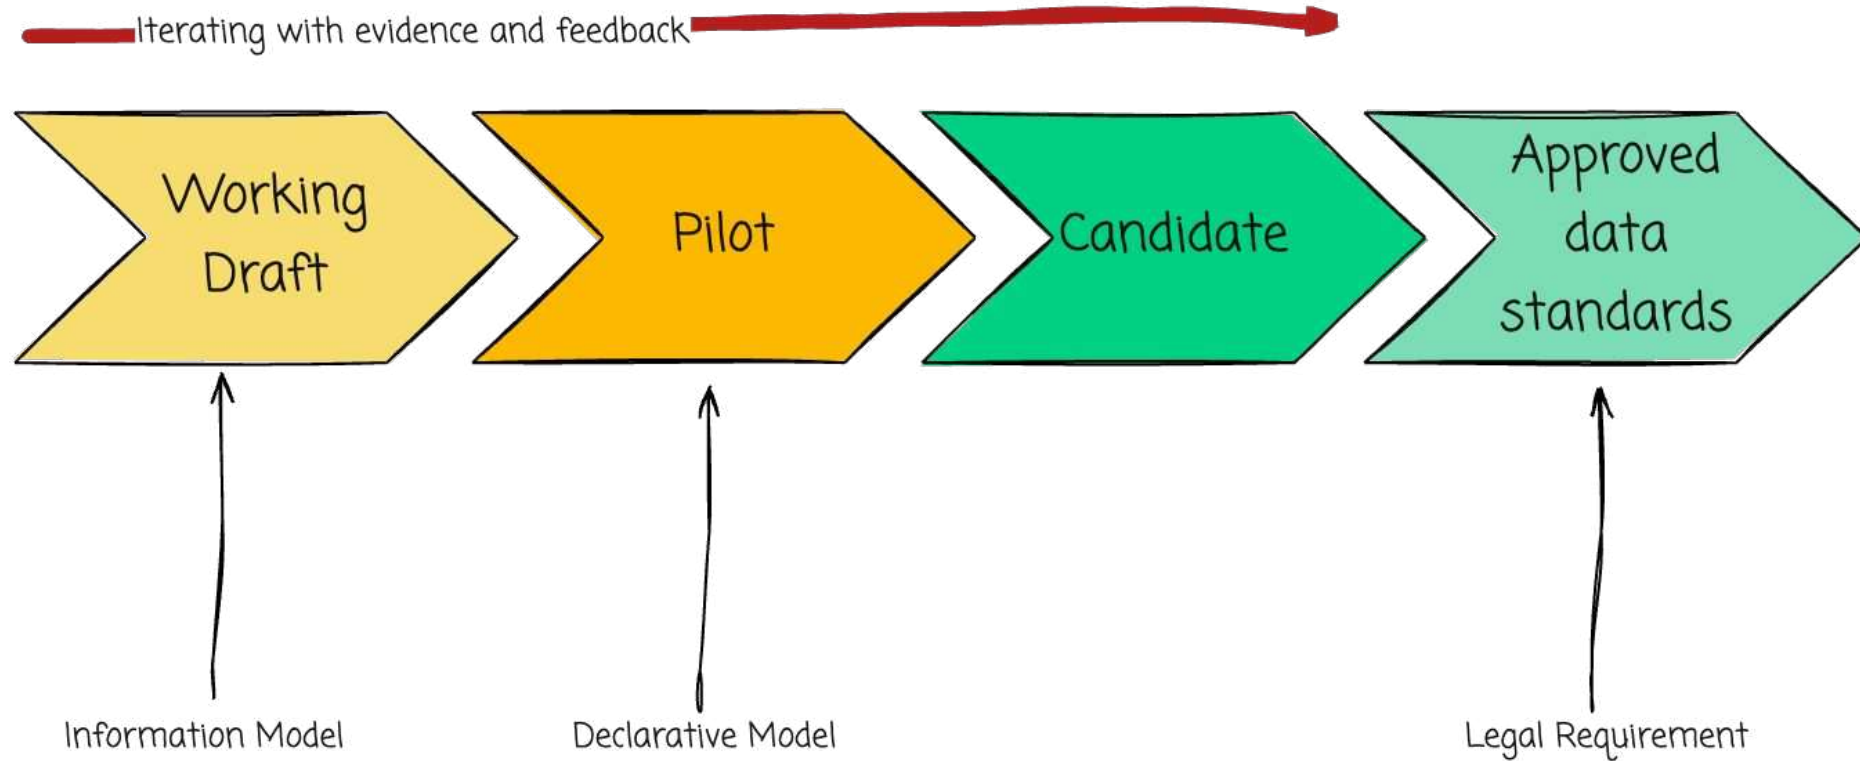 Iterating with evidence and feedback
Working
Draft
Pilot
Candidate
Approved
data
standards
Information Model
Declarative Model
Legal Requirement